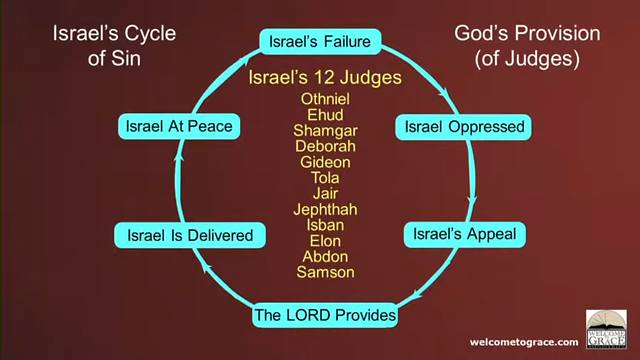 Israel's Cycle
of Sin
God's Provision
(of Judges)
Israel's Failure
Israel Oppressed
Israel's Appeal
The LORD Provides
Israel Is Delivered
Israel At Peace
Israel's 12 Judges
Othniel
Ehud
Shamgar
Deborah
Gideon
Tola
Jair
Jephthah
Isban
Elon
Abdon
Samson
welcometograce.com
WELCOME
GRACE